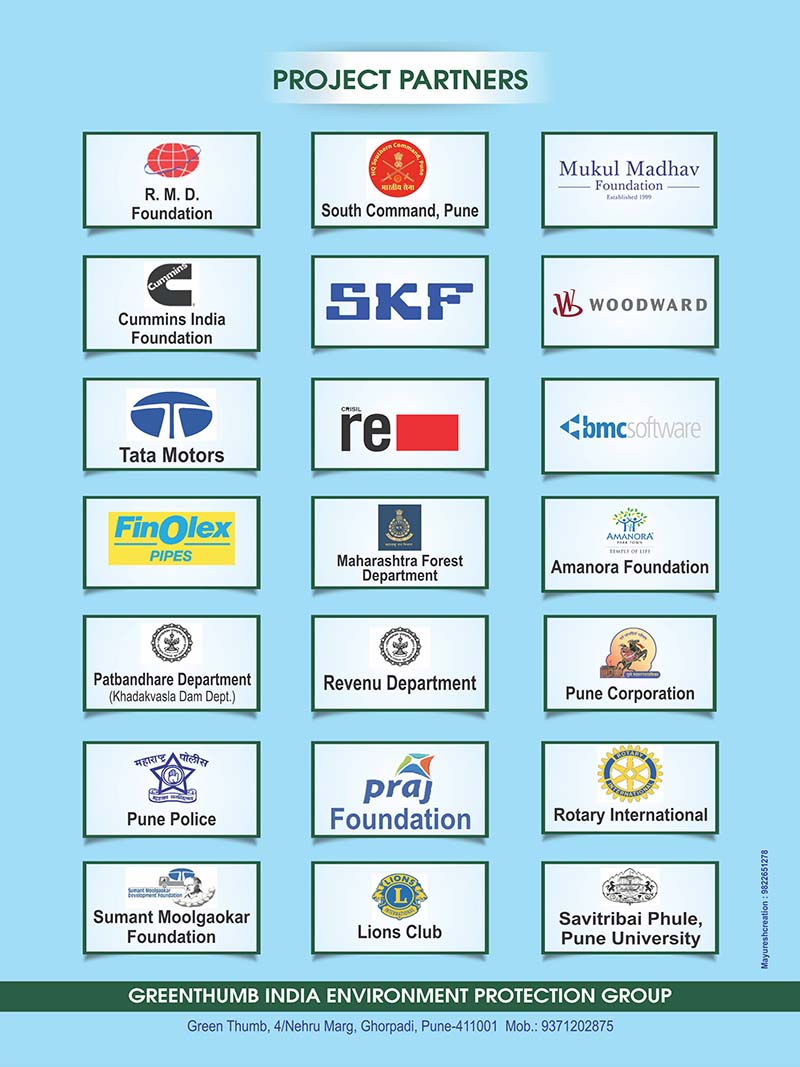 PROJECT PARTNERS
R. M. D.
Foundation
HQ Southern Command, Pune
भारतीय सेना
South Command, Pune
Mukul Madhav
Foundation
Established 1999
Cummins
Cummins India
Foundation
SKF
WOODWARD
Tata Motors
CRISIL
re
bmcsoftware
FinOlex
PIPES
Maharashtra Forest
Department
AMANORA
PARK TOWN
TEMPLE OF LIFE
Amanora Foundation
Patbandhare Department
(Khadakvasla Dam Dept.)
Revenu Department
Pune Corporation
महाराष्ट्र पोलीस
Pune Police
praj
Foundation
ROTARY
INTERNATIONAL
Rotary International
Sumant Moolgaokar
Development Foundation
Sumant Moolgaokar
Foundation
LIONS
L
INTERNATIONAL
Lions Club
Savitribai Phule,
Pune University
Mayureshcreation : 9822651278
GREENTHUMB INDIA ENVIRONMENT PROTECTION GROUP
Green Thumb, 4/Nehru Marg, Ghorpadi, Pune-411001 Mob.: 9371202875